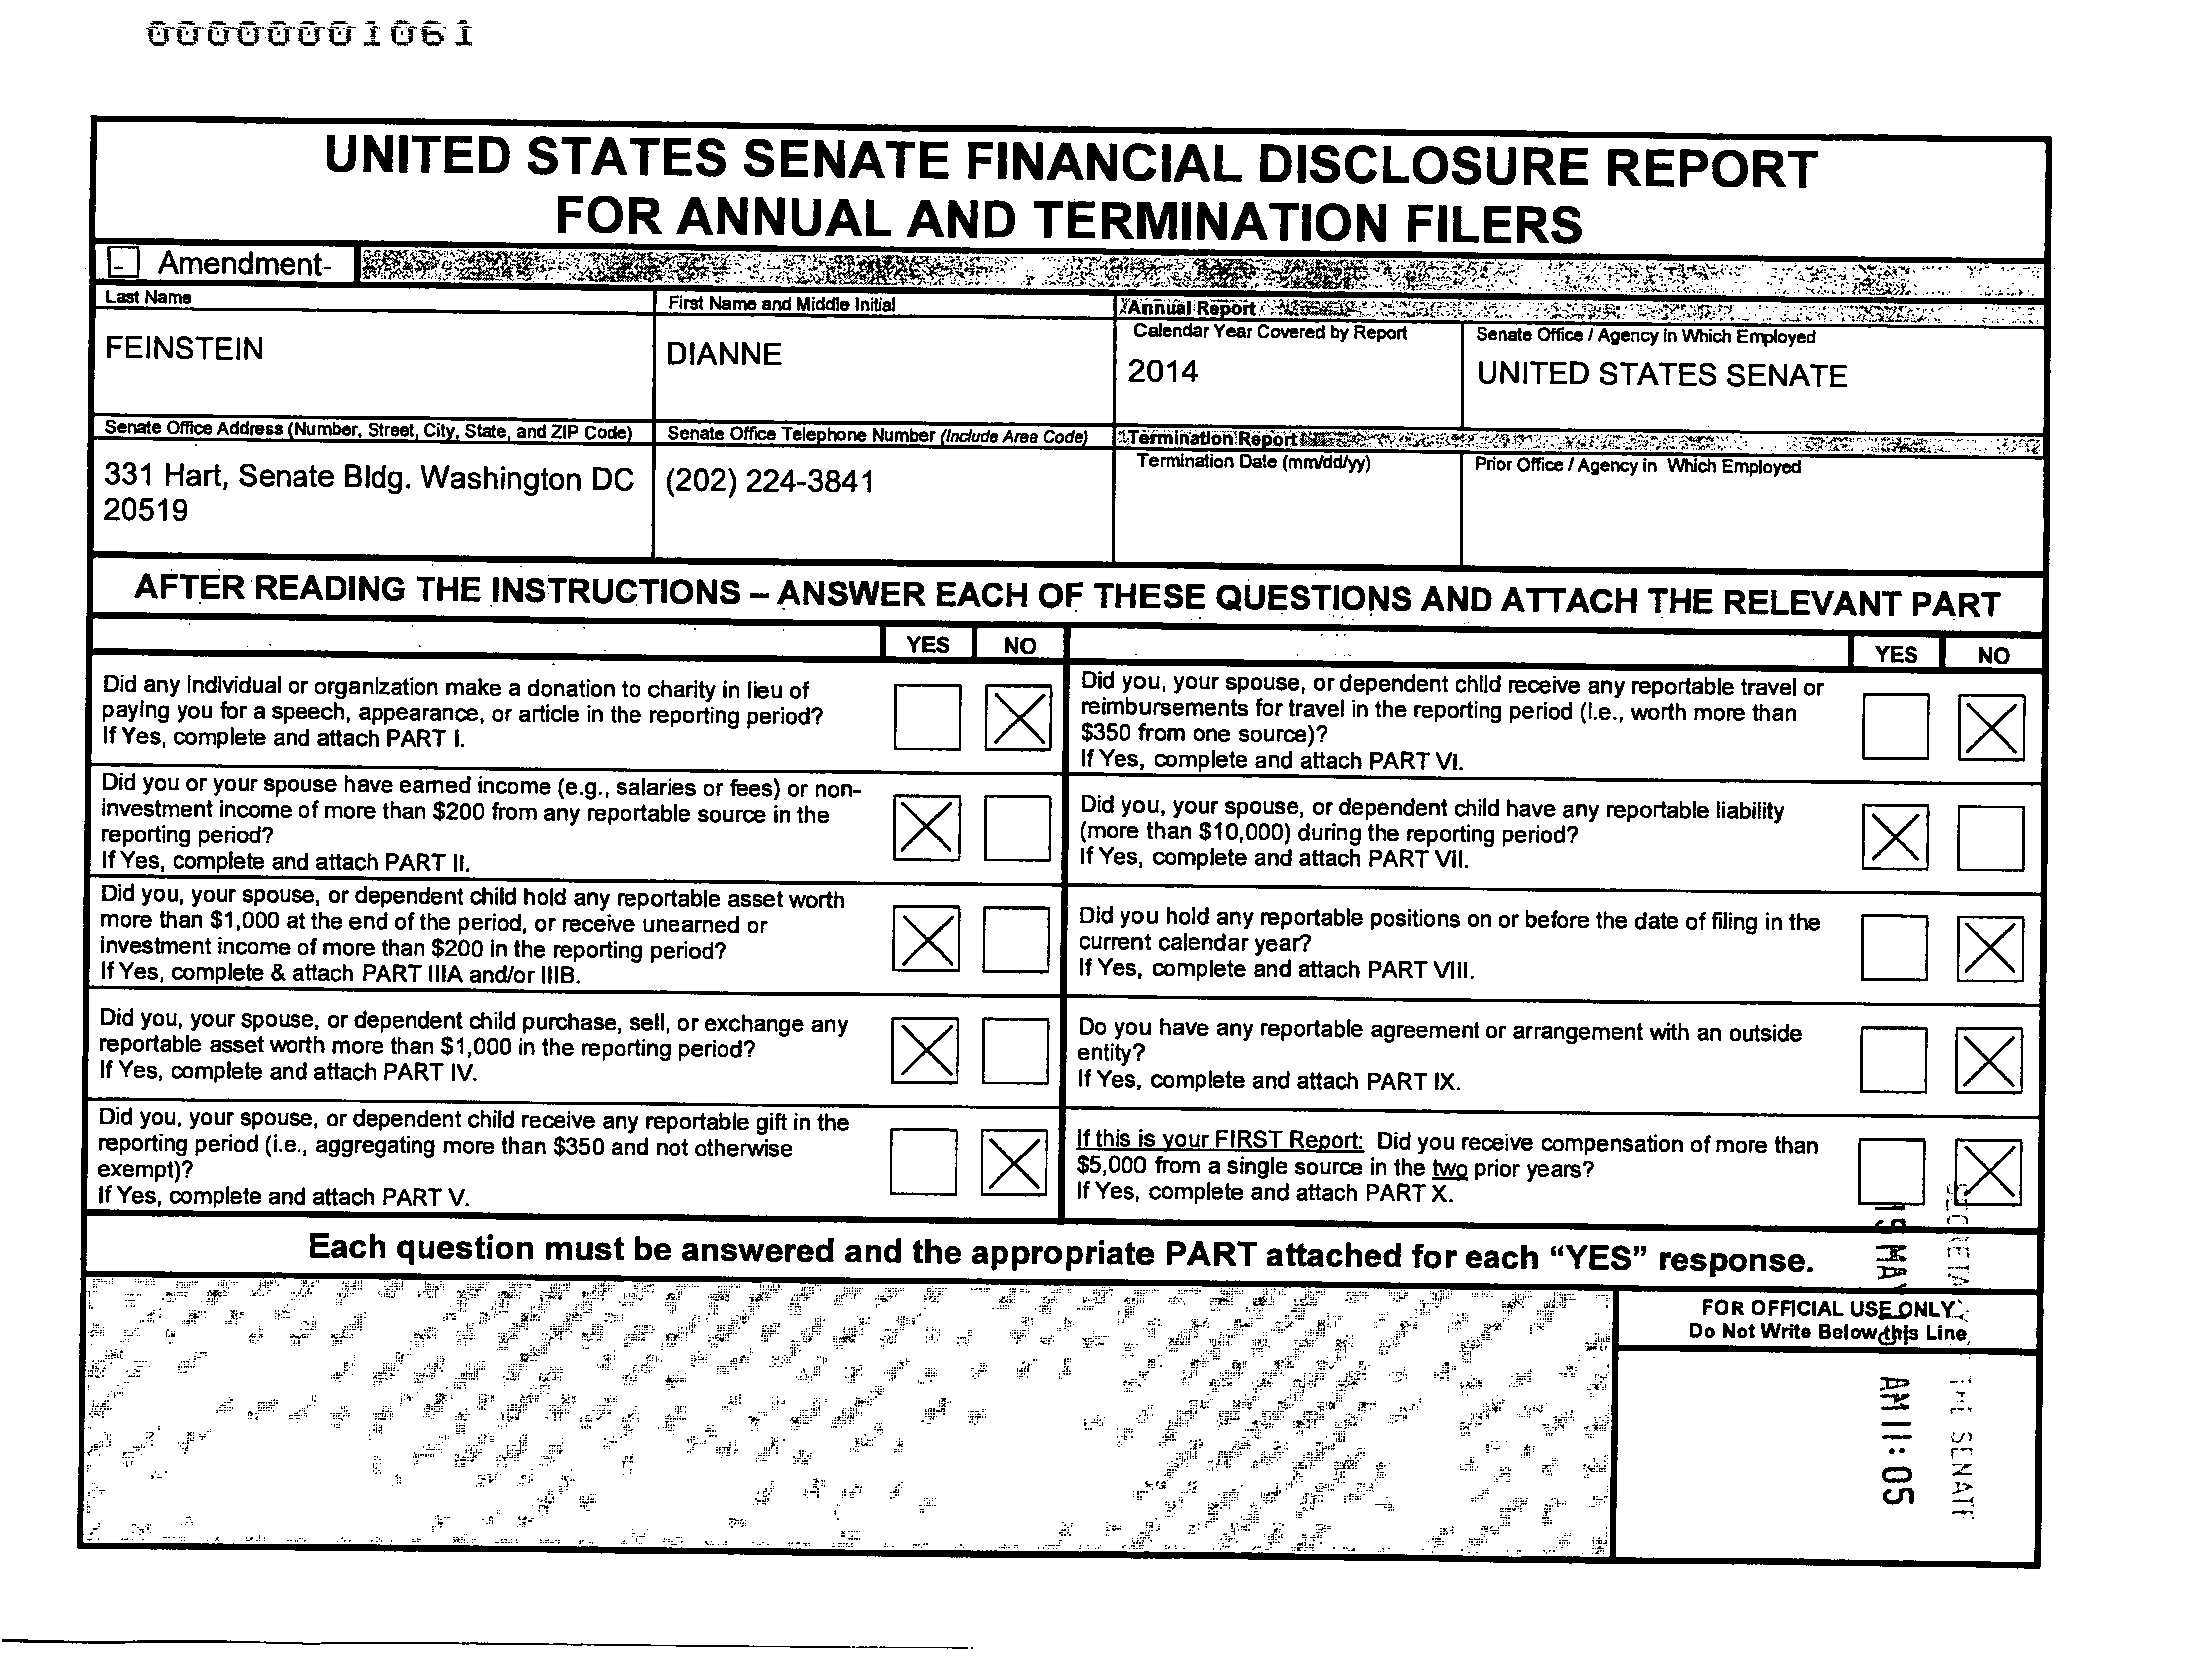 00000001061
UNITED STATES SENATE FINANCIAL DISCLOSURE REPORT
FOR ANNUAL AND TERMINATION FILERS
Amendment
Last Name
FEINSTEIN
First Name and Middle Initial
DIANNE
Annual Report
Calendar Year Covered by Report
2014
Senate Office / Agency in Which Employed
UNITED STATES SENATE
Senate Office Address (Number, Street, City, State, and ZIP Code)
331 Hart, Senate Bldg. Washington DC
20519
Senate Office Telephone Number (Include Area Code)
(202) 224-3841
Termination Report
Termination Date (mm/dd/yy)
Prior Office / Agency in Which Employed
AFTER READING THE INSTRUCTIONS – ANSWER EACH OF THESE QUESTIONS AND ATTACH THE RELEVANT PART
YES NO
Did any individual or organization make a donation to charity in lieu of
paying you for a speech, appearance, or article in the reporting period?
If Yes, complete and attach PART I.
Did you or your spouse have earned income (e.g., salaries or fees) or non-
investment income of more than $200 from any reportable source in the
reporting period?
If Yes, complete and attach PART II.
Did you, your spouse, or dependent child hold any reportable asset worth
more than $1,000 at the end of the period, or receive unearned or
investment income of more than $200 in the reporting period?
If Yes, complete & attach PART IIIA and/or IIIB.
Did you, your spouse, or dependent child purchase, sell, or exchange any
reportable asset worth more than $1,000 in the reporting period?
If Yes, complete and attach PART IV.
Did you, your spouse, or dependent child receive any reportable gift in the
reporting period (i.e., aggregating more than $350 and not otherwise
exempt)?
If Yes, complete and attach PART V.
YES NO
Did you, your spouse, or dependent child receive any reportable travel or
reimbursements for travel in the reporting period (i.e., worth more than
$350 from one source)?
If Yes, complete and attach PART VI.
Did you, your spouse, or dependent child have any reportable liability
(more than $10,000) during the reporting period?
If Yes, complete and attach PART VII.
Did you hold any reportable positions on or before the date of filing in the
current calendar year?
If Yes, complete and attach PART VIII.
Do you have any reportable agreement or arrangement with an outside
entity?
If Yes, complete and attach PART IX.
If this is your FIRST Report: Did you receive compensation of more than
$5,000 from a single source in the two prior years?
If Yes, complete and attach PART X.
Each question must be answered and the appropriate PART attached for each “YES” response.
FOR OFFICIAL USE ONLY
Do Not Write Below this Line
THE SENATE
AM 11: 05